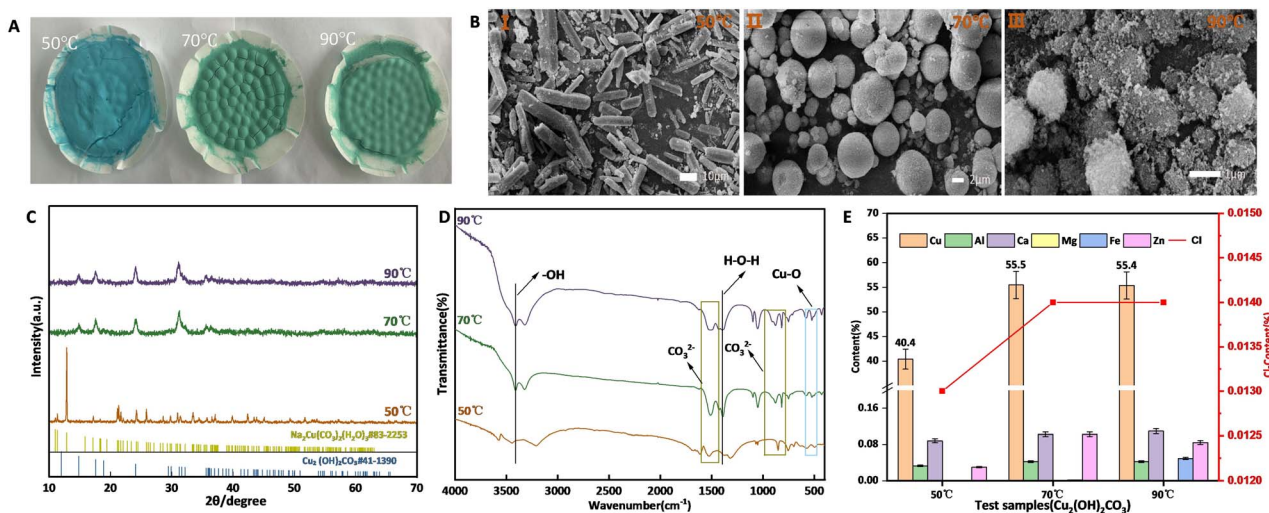 A
50°C
70°C
90°C
B
I
50°C
10μm
II
70°C
2μm
III
90°C
1μm
C
Intensity(a.u.)
90℃
70℃
50℃
Na₂Cu(CO₃)₂(H₂O)₃#83-2253
Cu₂ (OH)₂CO₃#41-1390
10 20 30 40 50 60 70
2θ/degree
D
Transmittance(%)
90℃
-OH
H-O-H
Cu-O
70℃
CO₃²⁻
CO₃²⁻
50℃
4000 3500 3000 2500 2000 1500 1000 500
Wavenumber(cm⁻¹)
E
Content(%)
70
65
60
55
50
45
40
35
0.16
0.08
0.00
Cu Al Ca Mg Fe Zn Cl
40.4
55.5
55.4
50℃ 70℃ 90℃
Test samples(Cu₂(OH)₂CO₃)
0.0150
0.0145
0.0140
0.0135
0.0130
0.0125
0.0120
Cl-Content(%)